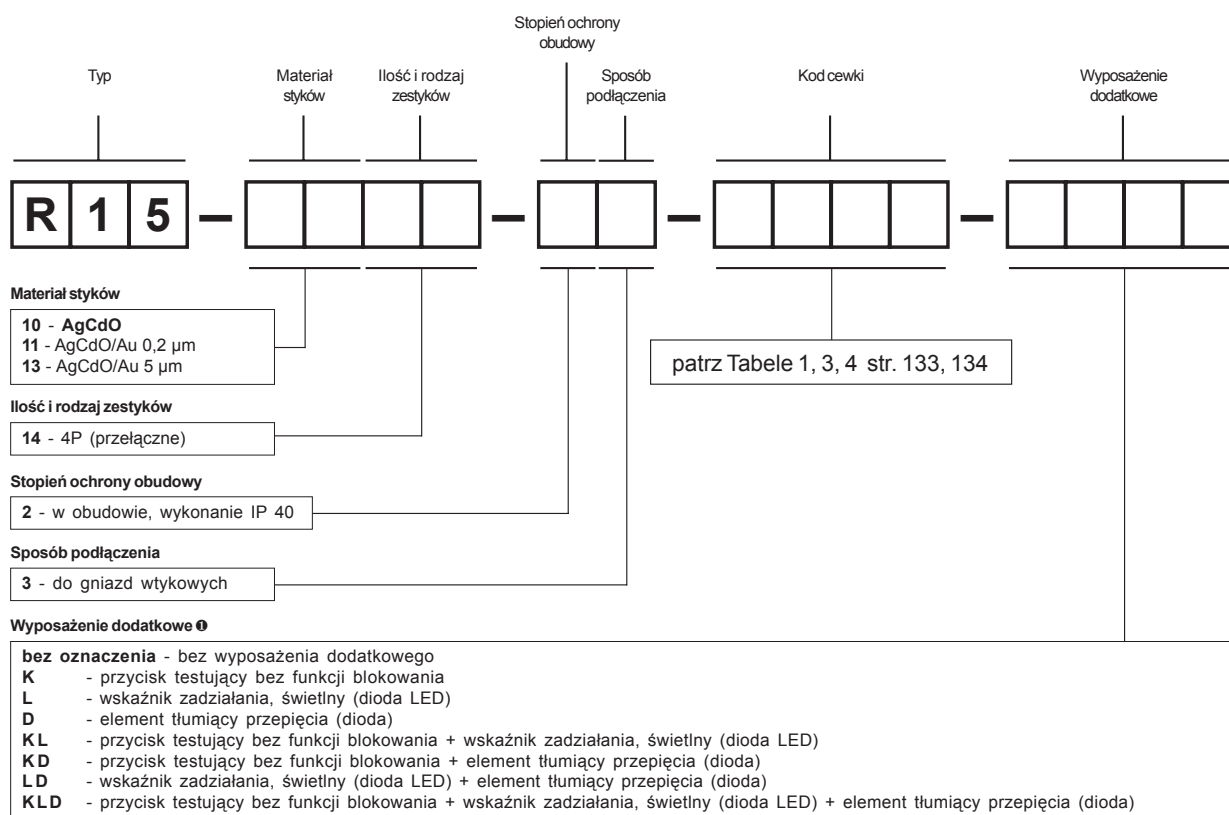 Stopień ochrony
obudowy
Typ
Materiał
styków
Ilość i rodzaj
zestyków
Sposób
podłączenia
Kod cewki
Wyposażenie
dodatkowe
R 1 5 – – – –
Materiał styków
10 - AgCdO
11 - AgCdO/Au 0,2 µm
13 - AgCdO/Au 5 µm
patrz Tabele 1, 3, 4 str. 133, 134
Ilość i rodzaj zestyków
14 - 4P (przełączne)
Stopień ochrony obudowy
2 - w obudowie, wykonanie IP 40
Sposób podłączenia
3 - do gniazd wtykowych
Wyposażenie dodatkowe ❶
bez oznaczenia - bez wyposażenia dodatkowego
K - przycisk testujący bez funkcji blokowania
L - wskaźnik zadziałania, świetlny (dioda LED)
D - element tłumiący przepięcia (dioda)
KL - przycisk testujący bez funkcji blokowania + wskaźnik zadziałania, świetlny (dioda LED)
KD - przycisk testujący bez funkcji blokowania + element tłumiący przepięcia (dioda)
LD - wskaźnik zadziałania, świetlny (dioda LED) + element tłumiący przepięcia (dioda)
KLD - przycisk testujący bez funkcji blokowania + wskaźnik zadziałania, świetlny (dioda LED) + element tłumiący przepięcia (dioda)